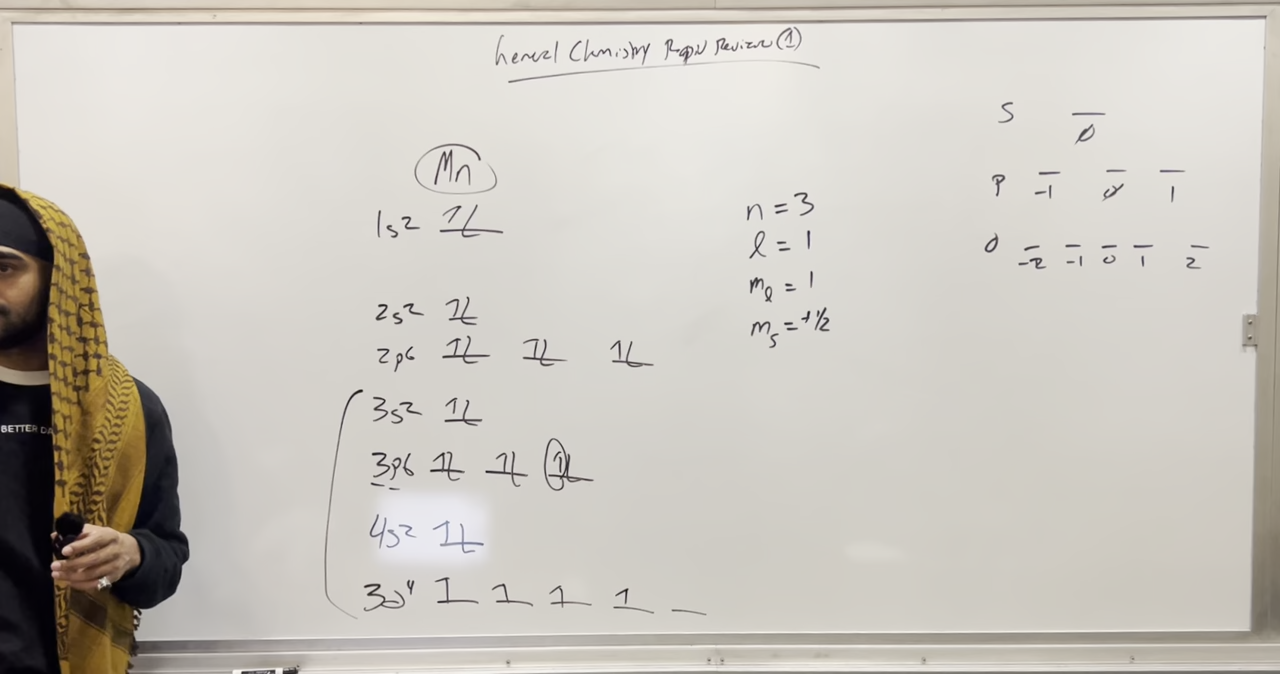 General Chemistry Rapid Review (1)
Mn
1s2 1L
2s2 1L
2p6 1L 1L 1L
3s2 1L
3p6 1L 1L 1L
4s2 1L
3d4 1 1 1 1
n = 3
l = 1
mₗ = 1
mₛ = +1/2
S
0
P
-1 0 1
d
-2 -1 0 1 2
BETTER DA